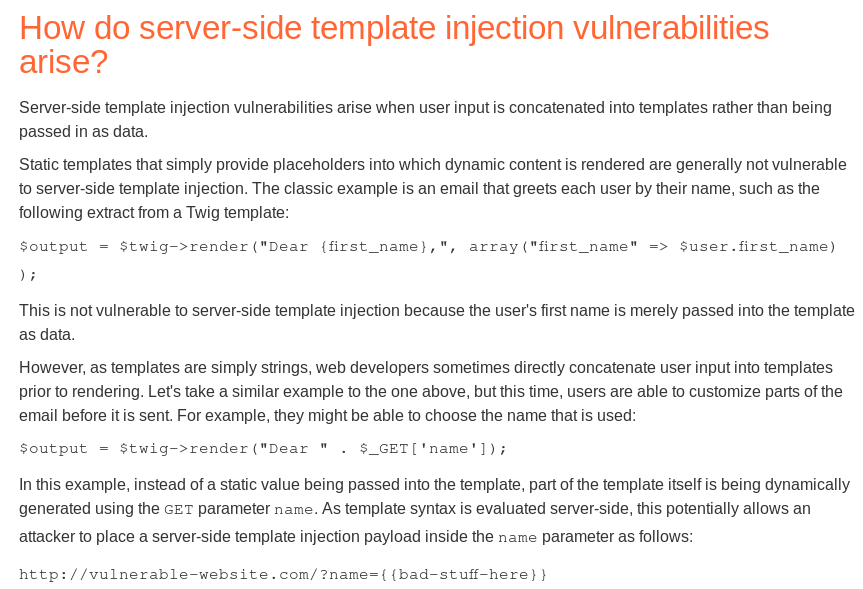 How do server-side template injection vulnerabilities
arise?
Server-side template injection vulnerabilities arise when user input is concatenated into templates rather than being
passed in as data.
Static templates that simply provide placeholders into which dynamic content is rendered are generally not vulnerable
to server-side template injection. The classic example is an email that greets each user by their name, such as the
following extract from a Twig template:
$output = $twig->render("Dear {first_name},", array("first_name" => $user.first_name)
);
This is not vulnerable to server-side template injection because the user's first name is merely passed into the template
as data.
However, as templates are simply strings, web developers sometimes directly concatenate user input into templates
prior to rendering. Let's take a similar example to the one above, but this time, users are able to customize parts of the
email before it is sent. For example, they might be able to choose the name that is used:
$output = $twig->render("Dear " . $_GET['name']);
In this example, instead of a static value being passed into the template, part of the template itself is being dynamically
generated using the GET parameter name. As template syntax is evaluated server-side, this potentially allows an
attacker to place a server-side template injection payload inside the name parameter as follows:
http://vulnerable-website.com/?name={{bad-stuff-here}}